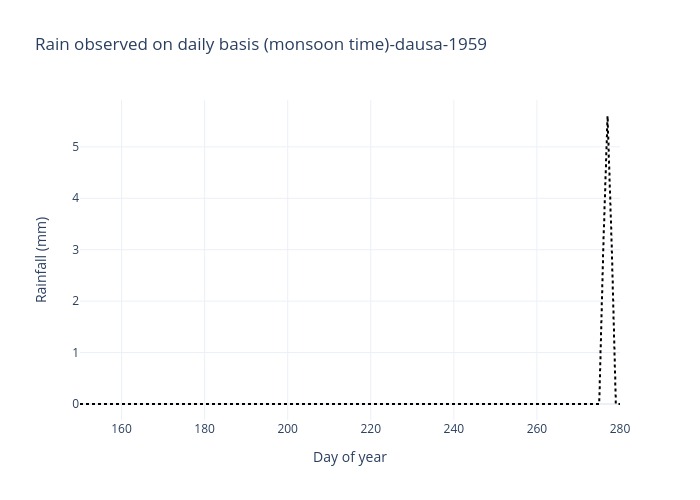 Rain observed on daily basis (monsoon time)-dausa-1959
5
4
3
2
1
0
Rainfall (mm)
160 180 200 220 240 260 280
Day of year